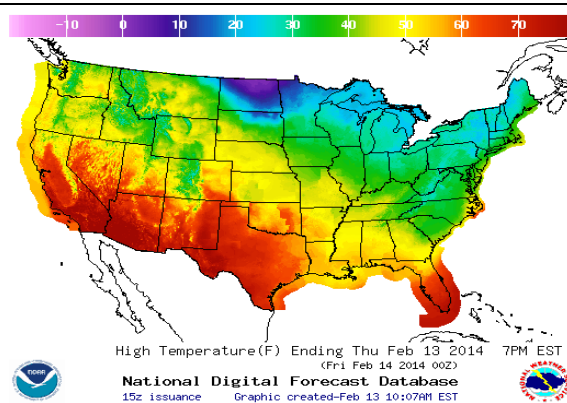 -10 0 10 20 30 40 50 60 70
High Temperature(F) Ending Thu Feb 13 2014 7PM EST
(Fri Feb 14 2014 00Z)
National Digital Forecast Database
15z issuance Graphic created-Feb 13 10:07AM EST
NOAA